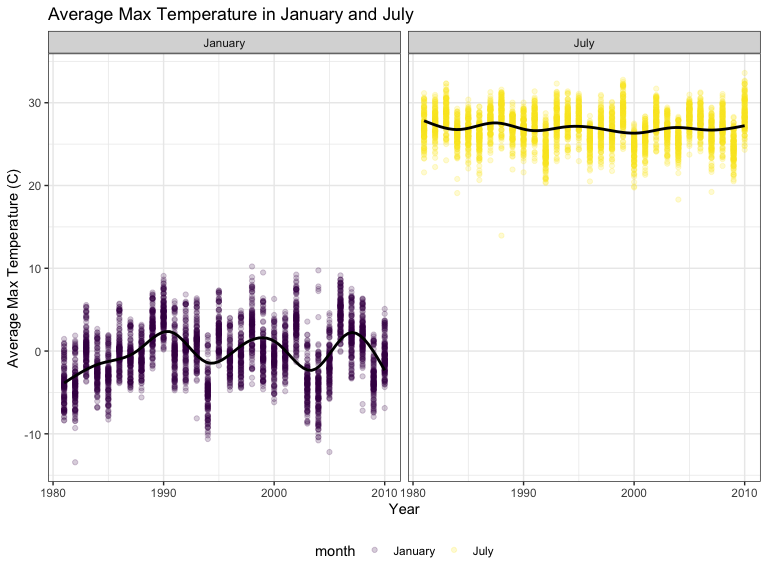 Average Max Temperature in January and July
January July
Average Max Temperature (C)
30
20
10
0
-10
1980 1990 2000 2010 1980 1990 2000 2010
Year
month January July